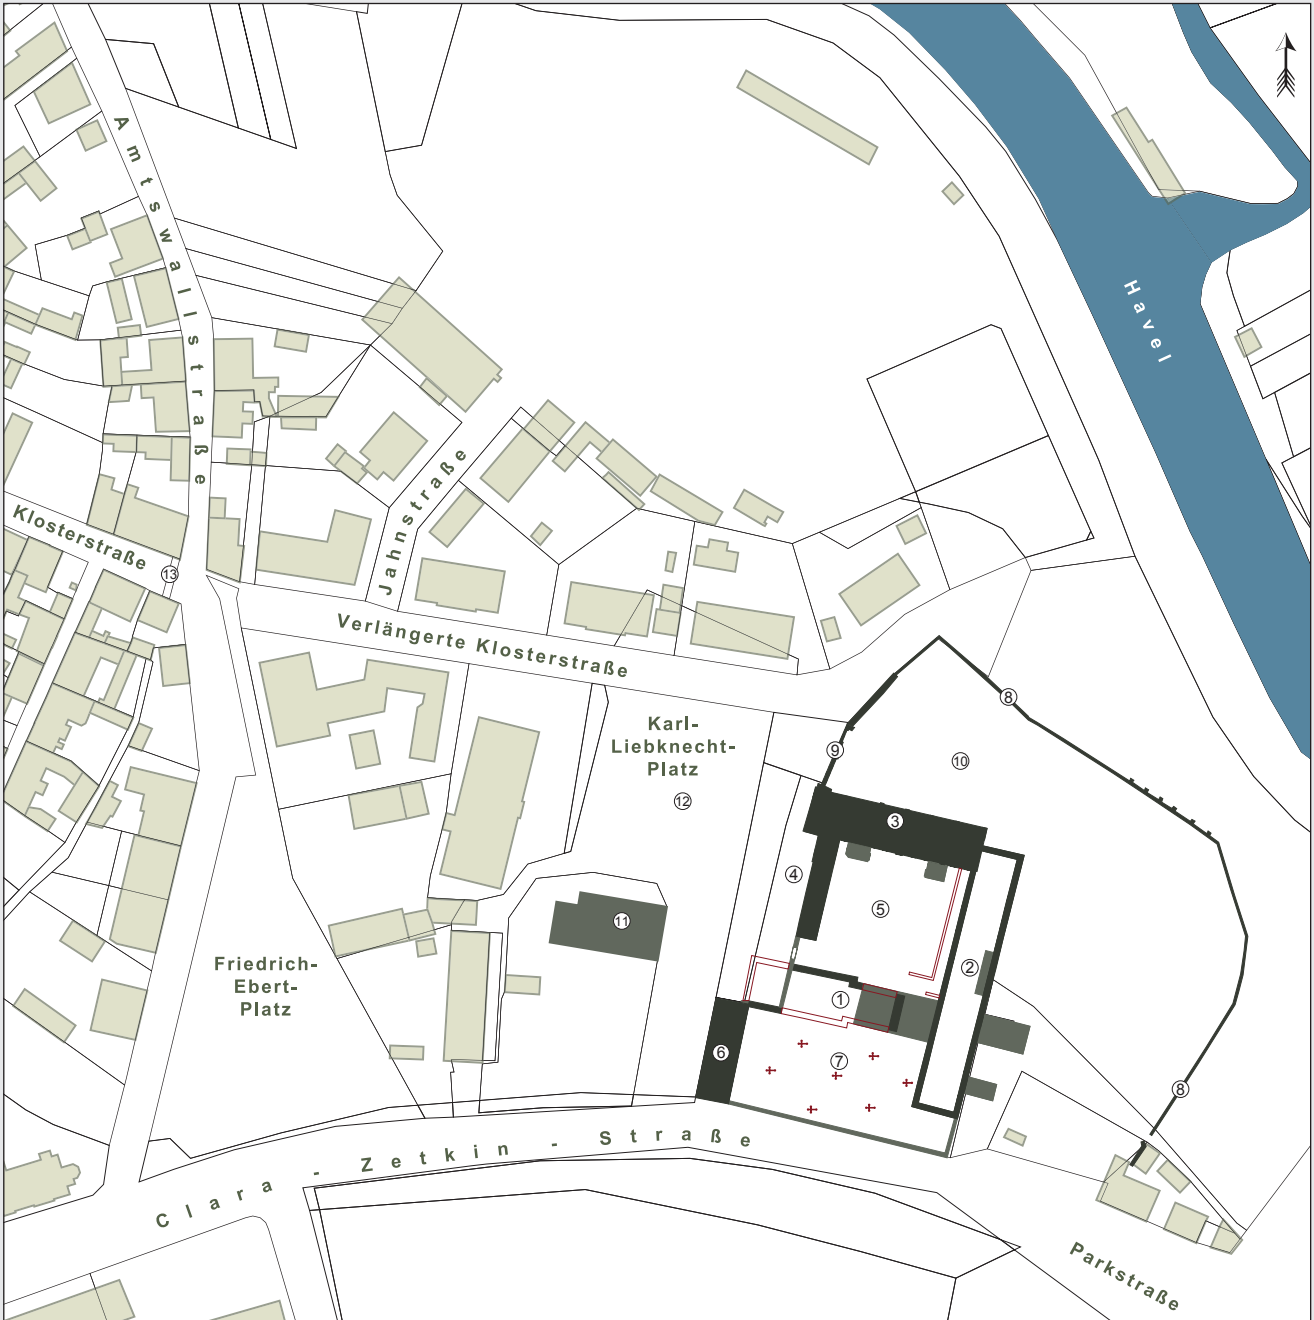 Amtswallstraße
Havel
Klosterstraße
13
Jahnstraße
Verlängerte Klosterstraße
Karl-
Liebknecht-
Platz
12
8
9
10
3
4
5
11
2
1
6
7
8
Friedrich-
Ebert-
Platz
Clara - Zetkin - Straße
Parkstraße